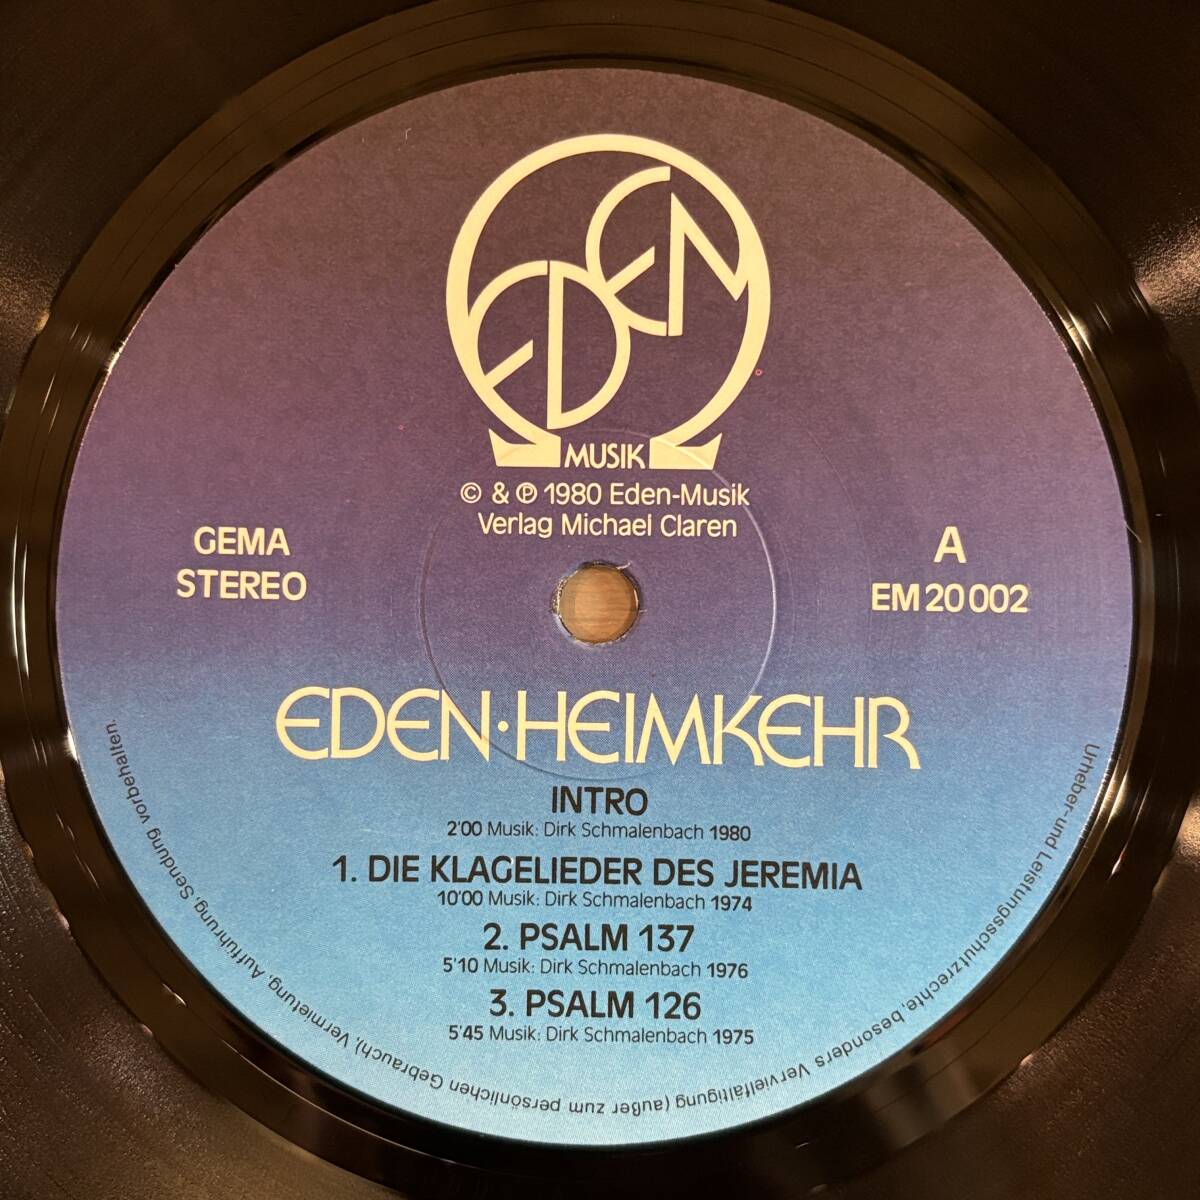 EDEN
MUSIK
© & ℗ 1980 Eden-Musik
Verlag Michael Claren
GEMA
STEREO
A
EM 20 002
EDEN·HEIMKEHR
INTRO
2'00 Musik: Dirk Schmalenbach 1980
1. DIE KLAGELIEDER DES JEREMIA
10'00 Musik: Dirk Schmalenbach 1974
2. PSALM 137
5'10 Musik: Dirk Schmalenbach 1976
3. PSALM 126
5'45 Musik: Dirk Schmalenbach 1975
Urheber-und Leistungsschutzrechte, besonders Vervielfältigung (außer zum persönlichen Gebrauch), Vermietung, Aufführung, Sendung vorbehalten.